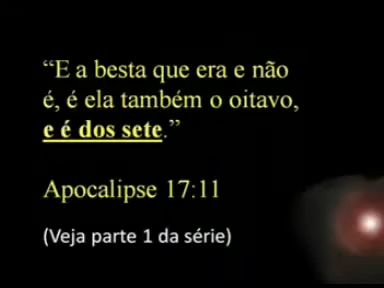 “E a besta que era e não
é, é ela também o oitavo,
e é dos sete.”
Apocalipse 17:11
(Veja parte 1 da série)